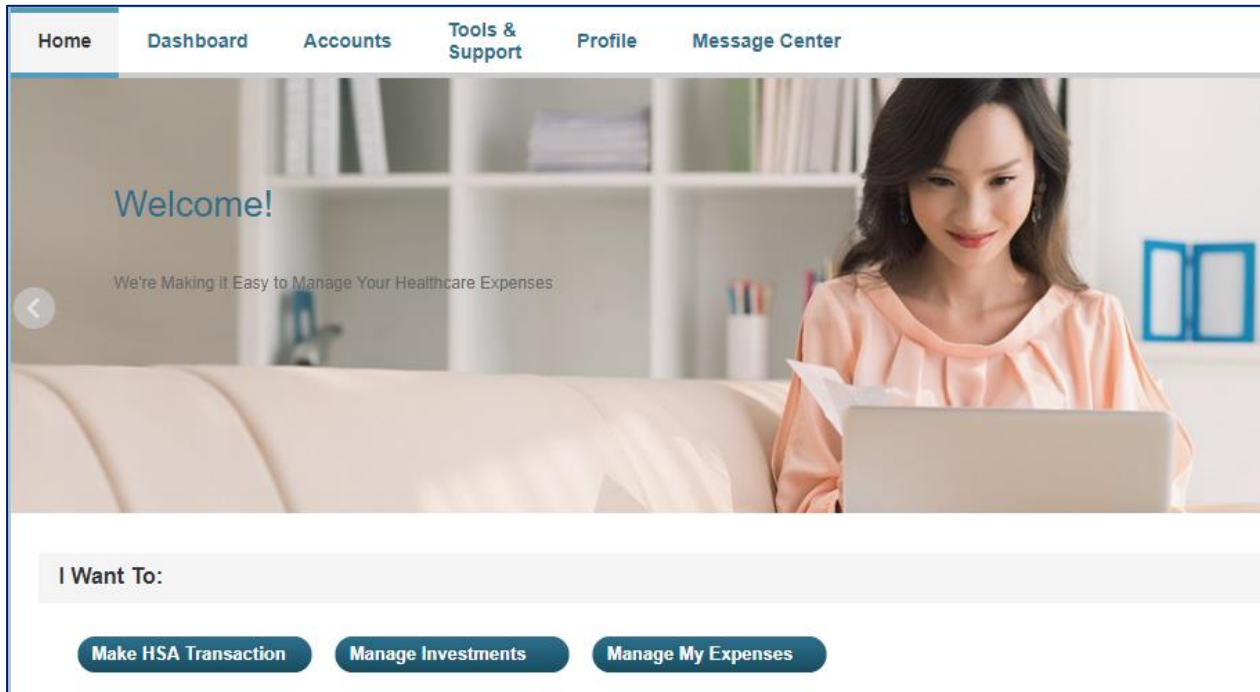 Home
Dashboard
Accounts
Tools &
Support
Profile
Message Center
Welcome!
We're Making it Easy to Manage Your Healthcare Expenses
I Want To:
Make HSA Transaction
Manage Investments
Manage My Expenses